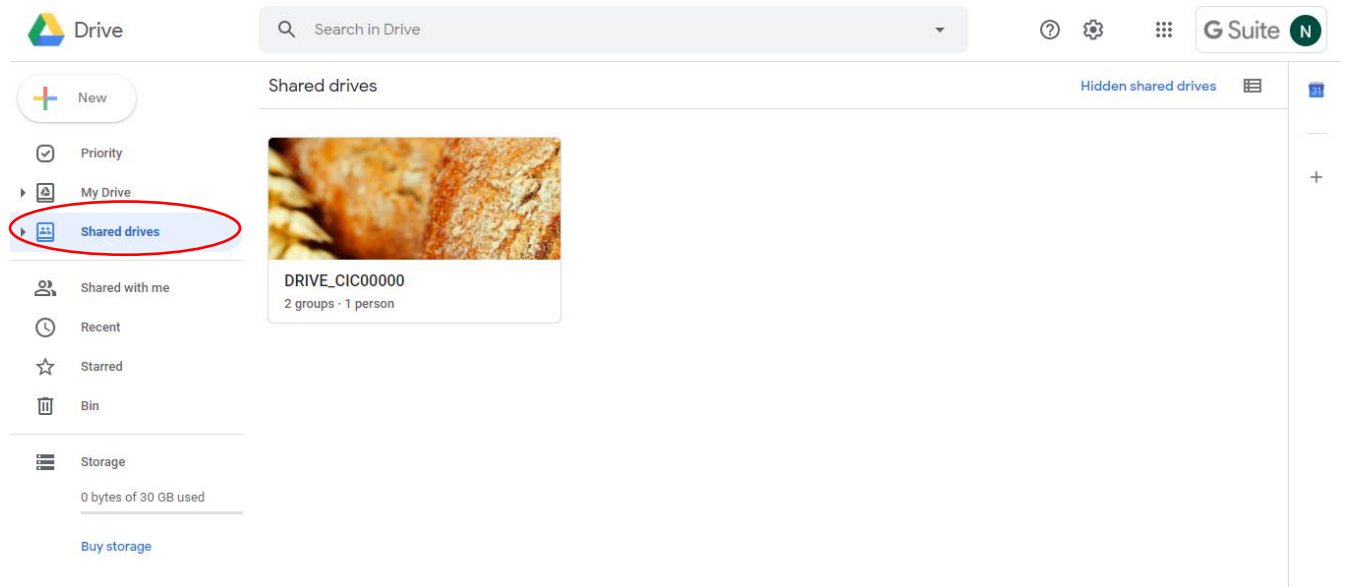 Drive
Search in Drive
G Suite N
New
Shared drives
Hidden shared drives
31
Priority
My Drive
Shared drives
Shared with me
Recent
Starred
Bin
Storage
0 bytes of 30 GB used
Buy storage
DRIVE_CIC00000
2 groups · 1 person